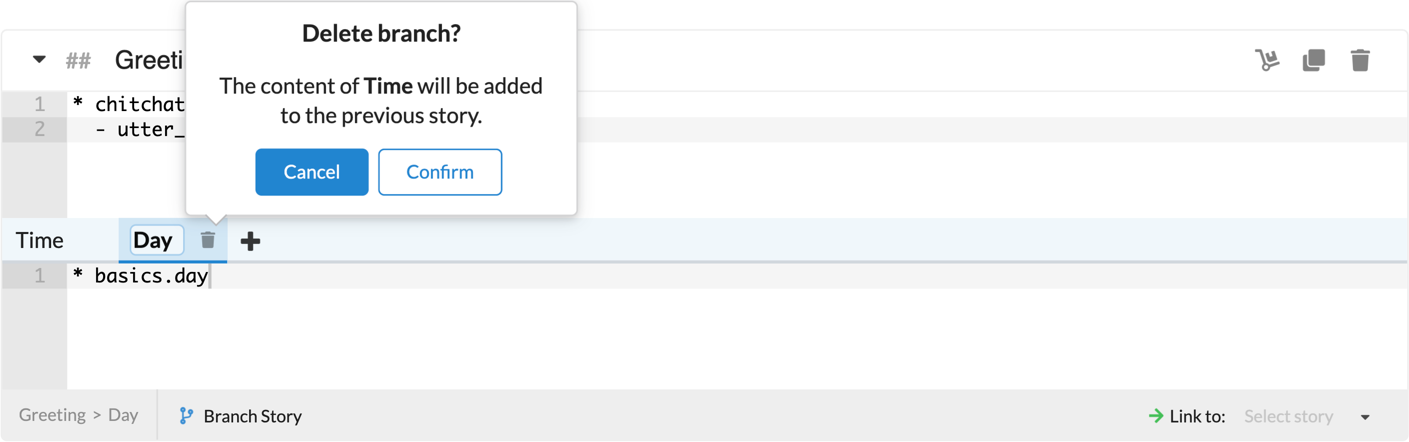 Delete branch?
## Greeti
The content of Time will be added
to the previous story.
1 * chitchat
2 - utter_
Cancel Confirm
Time Day
1 * basics.day
Greeting > Day Branch Story Link to: Select story